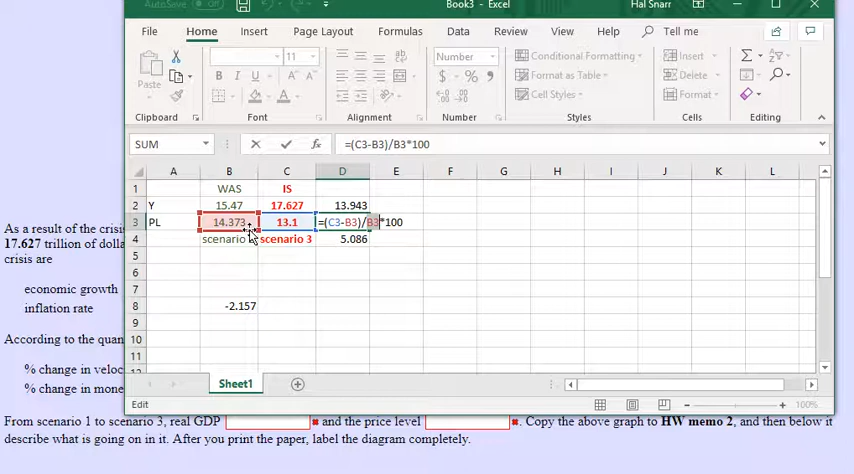 AutoSave Off Book3 - Excel Hal Snarr
File Home Insert Page Layout Formulas Data Review View Help Tell me
Paste 11 Number Conditional Formatting Insert
B I U $ % Format as Table Delete
A Cell Styles Format
Clipboard Font Alignment Number Styles Cells Editing
SUM fx =(C3-B3)/B3*100
A B C D E F G H I J K L
1 WAS IS
2 Y 15.47 17.627 13.943
3 PL 14.373 13.1 =(C3-B3)/B3*100
4 scenario scenario 3 5.086
5
6
7
8 -2.157
9
10
11
12
Sheet1
Edit 100%
As a result of the crisis
17.627 trillion of dolla
crisis are
economic growth
inflation rate
According to the quan
% change in veloc
% change in mone
From scenario 1 to scenario 3, real GDP and the price level . Copy the above graph to HW memo 2, and then below it
describe what is going on in it. After you print the paper, label the diagram completely.